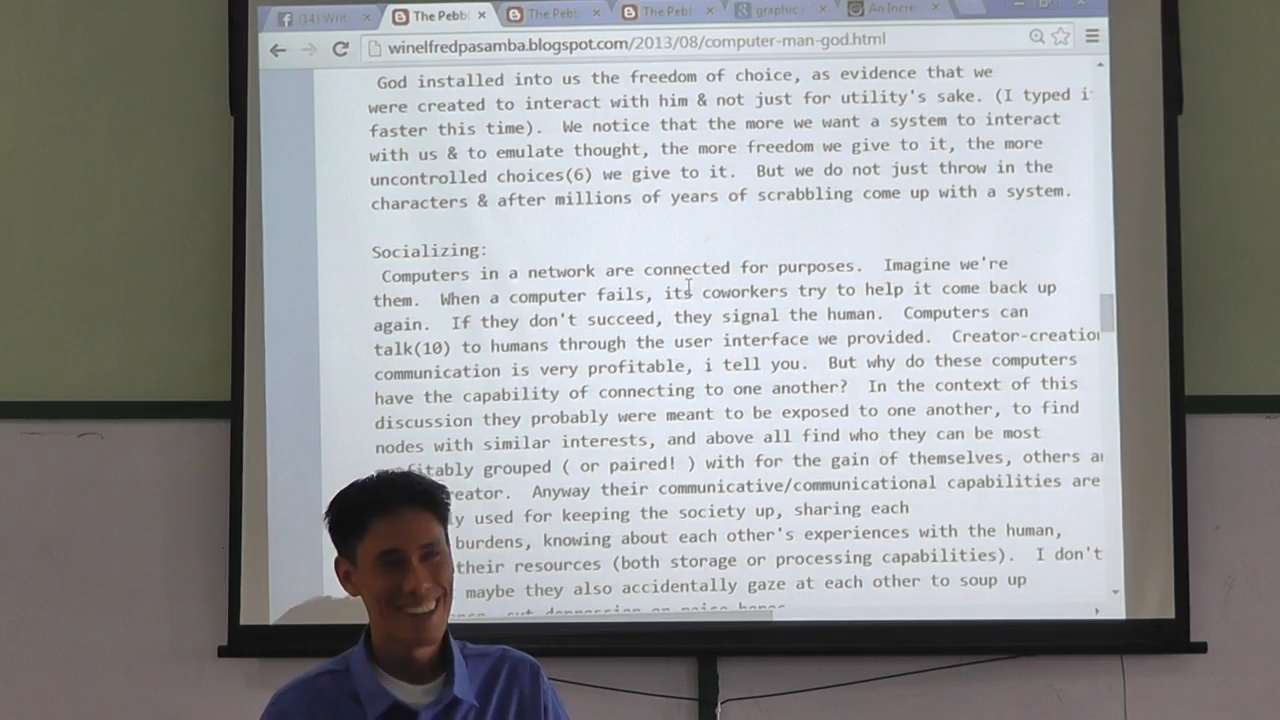 (14) Writ
The Pebb
The Pebl
The Pebl
graphic
An Incre
winelfredpasamba.blogspot.com/2013/08/computer-man-god.html
God installed into us the freedom of choice, as evidence that we
were created to interact with him & not just for utility's sake. (I typed i
faster this time). We notice that the more we want a system to interact
with us & to emulate thought, the more freedom we give to it, the more
uncontrolled choices(6) we give to it. But we do not just throw in the
characters & after millions of years of scrabbling come up with a system.
Socializing:
Computers in a network are connected for purposes. Imagine we're
them. When a computer fails, its coworkers try to help it come back up
again. If they don't succeed, they signal the human. Computers can
talk(10) to humans through the user interface we provided. Creator-creation
communication is very profitable, i tell you. But why do these computers
have the capability of connecting to one another? In the context of this
discussion they probably were meant to be exposed to one another, to find
nodes with similar interests, and above all find who they can be most
fitably grouped ( or paired! ) with for the gain of themselves, others a
reator. Anyway their communicative/communicational capabilities are
y used for keeping the society up, sharing each
burdens, knowing about each other's experiences with the human,
their resources (both storage or processing capabilities). I don't
maybe they also accidentally gaze at each other to soup up